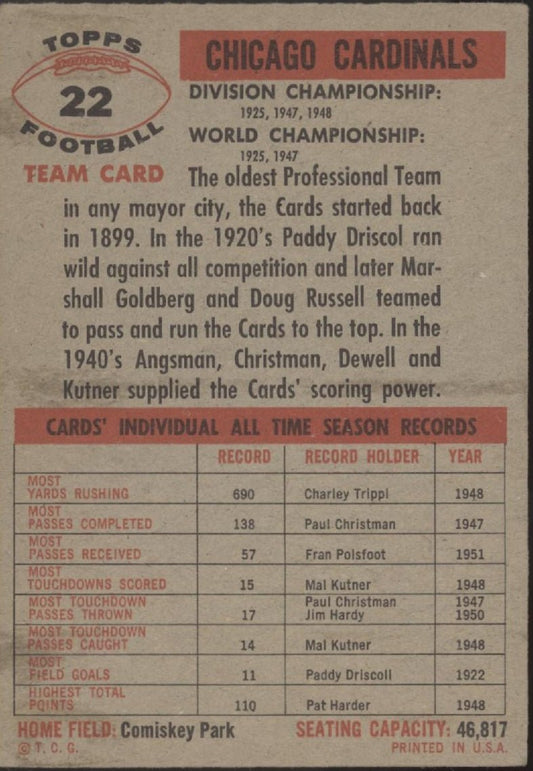 TOPPS
22
FOOTBALL
TEAM CARD
CHICAGO CARDINALS
DIVISION CHAMPIONSHIP:
1925, 1947, 1948
WORLD CHAMPIONSHIP:
1925, 1947
The oldest Professional Team
in any mayor city, the Cards started back
in 1899. In the 1920's Paddy Driscol ran
wild against all competition and later Mar-
shall Goldberg and Doug Russell teamed
to pass and run the Cards to the top. In the
1940's Angsman, Christman, Dewell and
Kutner supplied the Cards' scoring power.
CARDS' INDIVIDUAL ALL TIME SEASON RECORDS
RECORD RECORD HOLDER YEAR
MOST
YARDS RUSHING 690 Charley Trippi 1948
MOST
PASSES COMPLETED 138 Paul Christman 1947
MOST
PASSES RECEIVED 57 Fran Polsfoot 1951
MOST
TOUCHDOWNS SCORED 15 Mal Kutner 1948
MOST TOUCHDOWN Paul Christman 1947
PASSES THROWN 17 Jim Hardy 1950
MOST TOUCHDOWN
PASSES CAUGHT 14 Mal Kutner 1948
MOST
FIELD GOALS 11 Paddy Driscoll 1922
HIGHEST TOTAL
POINTS 110 Pat Harder 1948
HOME FIELD: Comiskey Park SEATING CAPACITY: 46,817
© T. C. G. PRINTED IN U.S.A.